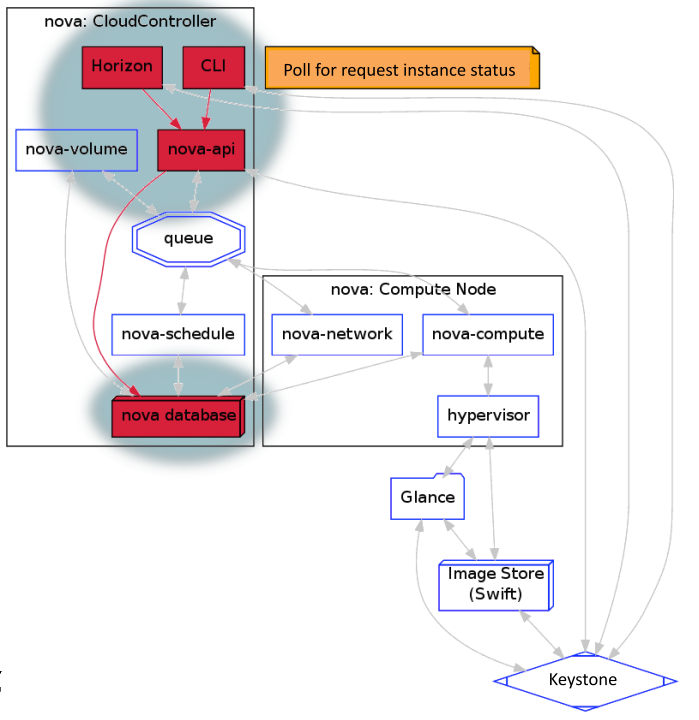 nova: CloudController
Horizon
CLI
Poll for request instance status
nova-volume
nova-api
queue
nova: Compute Node
nova-schedule
nova-network
nova-compute
nova database
hypervisor
Glance
Image Store
(Swift)
Keystone